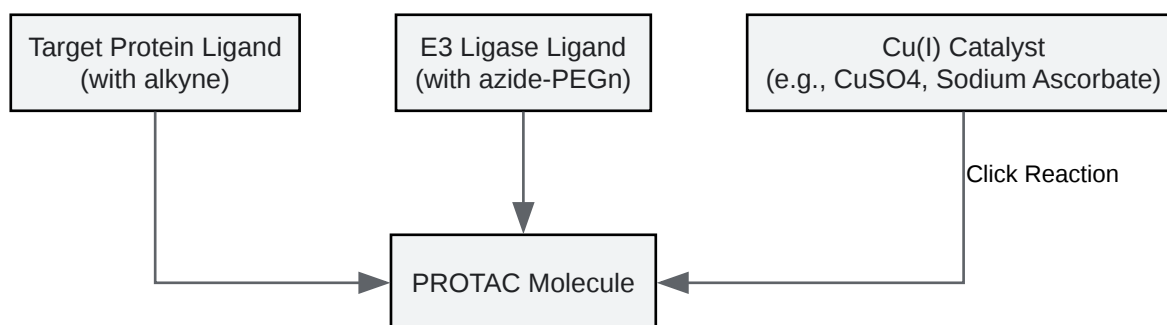 Target Protein Ligand
(with alkyne)
E3 Ligase Ligand
(with azide-PEGn)
Cu(I) Catalyst
(e.g., CuSO4, Sodium Ascorbate)
Click Reaction
PROTAC Molecule